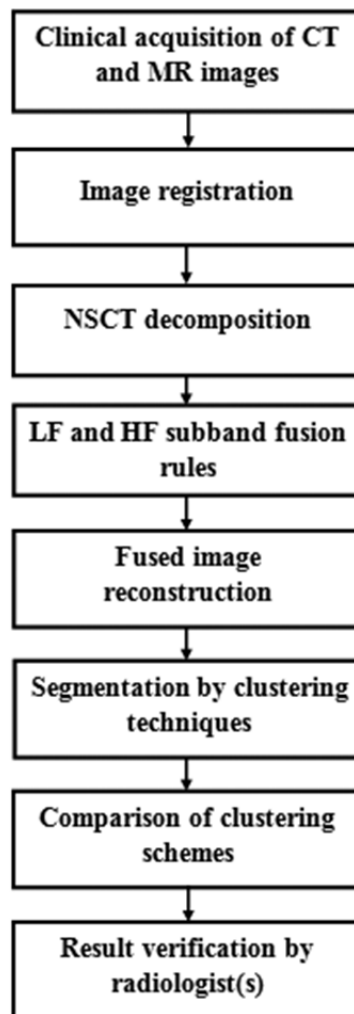 Clinical acquisition of CT
and MR images
Image registration
NSCT decomposition
LF and HF subband fusion
rules
Fused image
reconstruction
Segmentation by clustering
techniques
Comparison of clustering
schemes
Result verification by
radiologist(s)